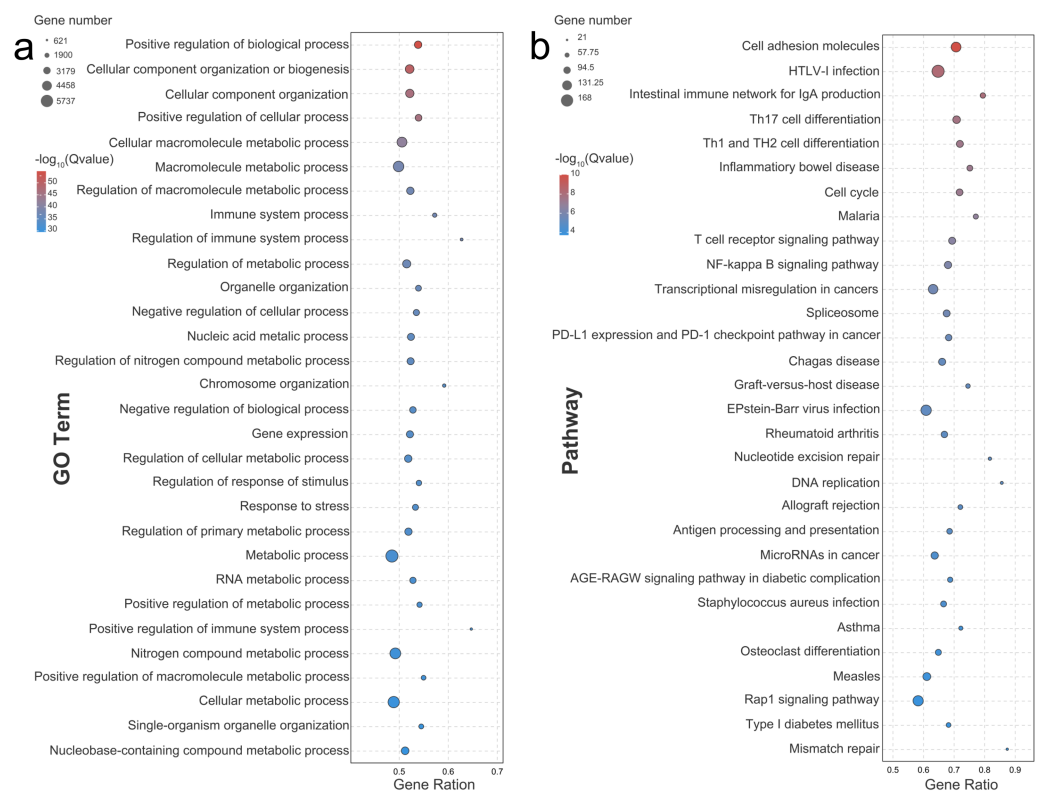 a
Gene number
621
1900
3179
4458
5737
-log10(Qvalue)
50
45
40
35
30
GO Term
Positive regulation of biological process
Cellular component organization or biogenesis
Cellular component organization
Positive regulation of cellular process
Cellular macromolecule metabolic process
Macromolecule metabolic process
Regulation of macromolecule metabolic process
Immune system process
Regulation of immune system process
Regulation of metabolic process
Organelle organization
Negative regulation of cellular process
Nucleic acid metalic process
Regulation of nitrogen compound metabolic process
Chromosome organization
Negative regulation of biological process
Gene expression
Regulation of cellular metabolic process
Regulation of response of stimulus
Response to stress
Regulation of primary metabolic process
Metabolic process
RNA metabolic process
Positive regulation of metabolic process
Positive regulation of immune system process
Nitrogen compound metabolic process
Positive regulation of macromolecule metabolic process
Cellular metabolic process
Single-organism organelle organization
Nucleobase-containing compound metabolic process
0.5 0.6 0.7
Gene Ration
b
Gene number
21
57.75
94.5
131.25
168
-log10(Qvalue)
10
8
6
4
Pathway
Cell adhesion molecules
HTLV-I infection
Intestinal immune network for IgA production
Th17 cell differentiation
Th1 and TH2 cell differentiation
Inflammatory bowel disease
Cell cycle
Malaria
T cell receptor signaling pathway
NF-kappa B signaling pathway
Transcriptional misregulation in cancers
Spliceosome
PD-L1 expression and PD-1 checkpoint pathway in cancer
Chagas disease
Graft-versus-host disease
EPstein-Barr virus infection
Rheumatoid arthritis
Nucleotide excision repair
DNA replication
Allograft rejection
Antigen processing and presentation
MicroRNAs in cancer
AGE-RAGW signaling pathway in diabetic complication
Staphylococcus aureus infection
Asthma
Osteoclast differentiation
Measles
Rap1 signaling pathway
Type I diabetes mellitus
Mismatch repair
0.5 0.6 0.7 0.8 0.9
Gene Ratio